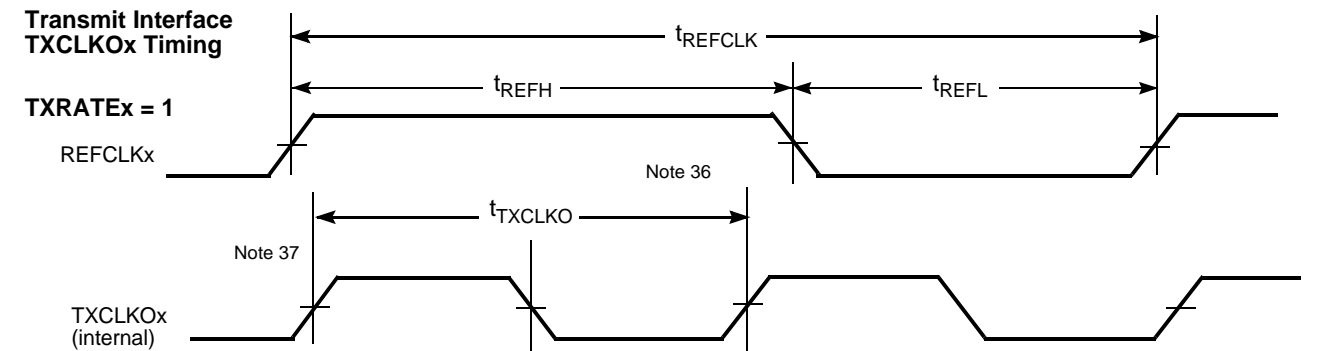 Transmit Interface
TXCLKOx Timing
tREFCLK
tREFH
tREFL
TXRATEx = 1
REFCLKx
Note 36
tTXCLKO
Note 37
TXCLKOx
(internal)